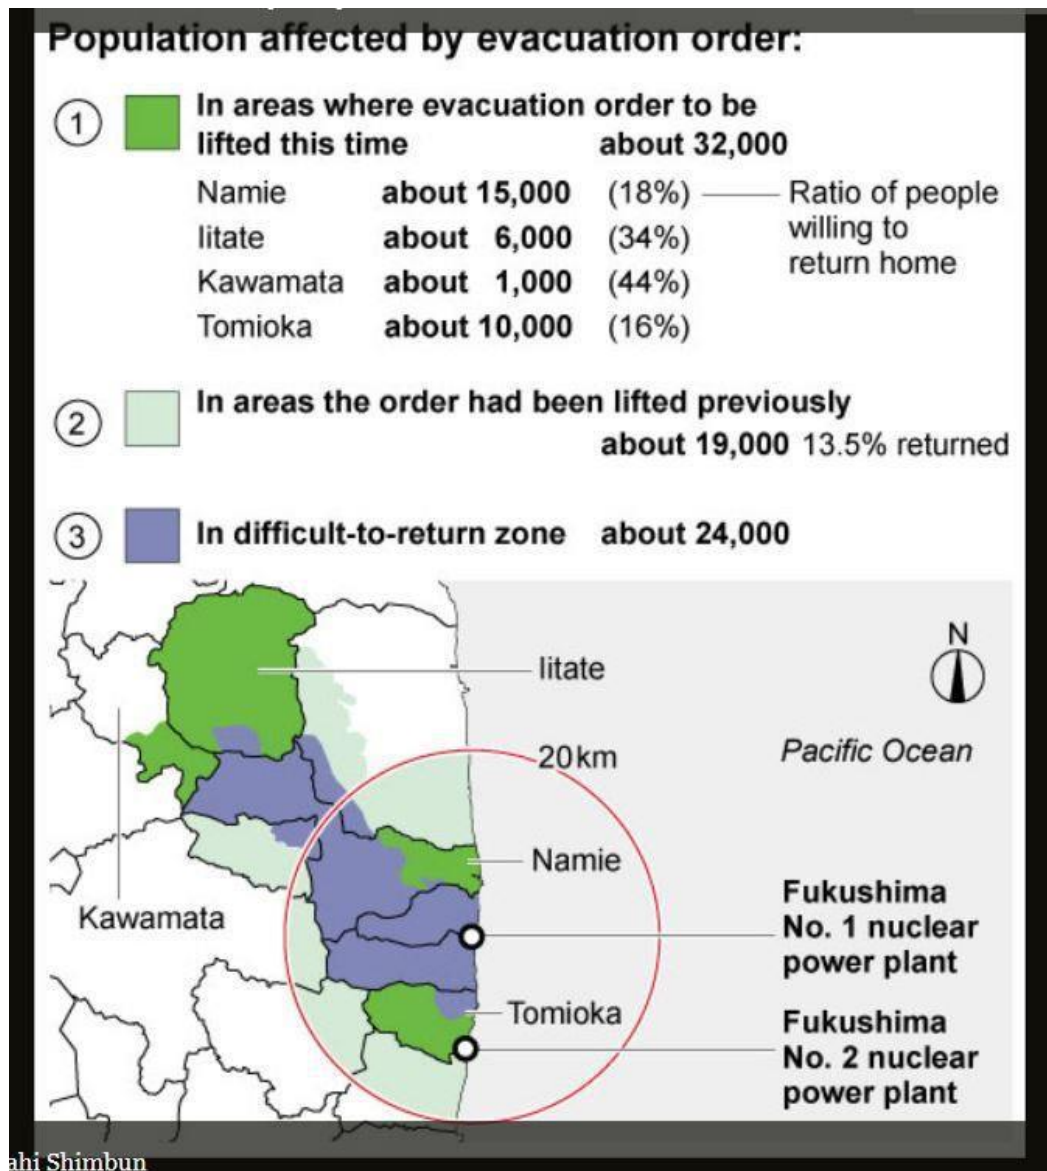 Population affected by evacuation order:
① In areas where evacuation order to be
lifted this time about 32,000
Namie about 15,000 (18%) Ratio of people
willing to
return home
Iitate about 6,000 (34%)
Kawamata about 1,000 (44%)
Tomioka about 10,000 (16%)
② In areas the order had been lifted previously
about 19,000 13.5% returned
③ In difficult-to-return zone about 24,000
N
Iitate
20km
Pacific Ocean
Namie
Kawamata
Fukushima
No. 1 nuclear
power plant
Tomioka
Fukushima
No. 2 nuclear
power plant
ahi Shimbun